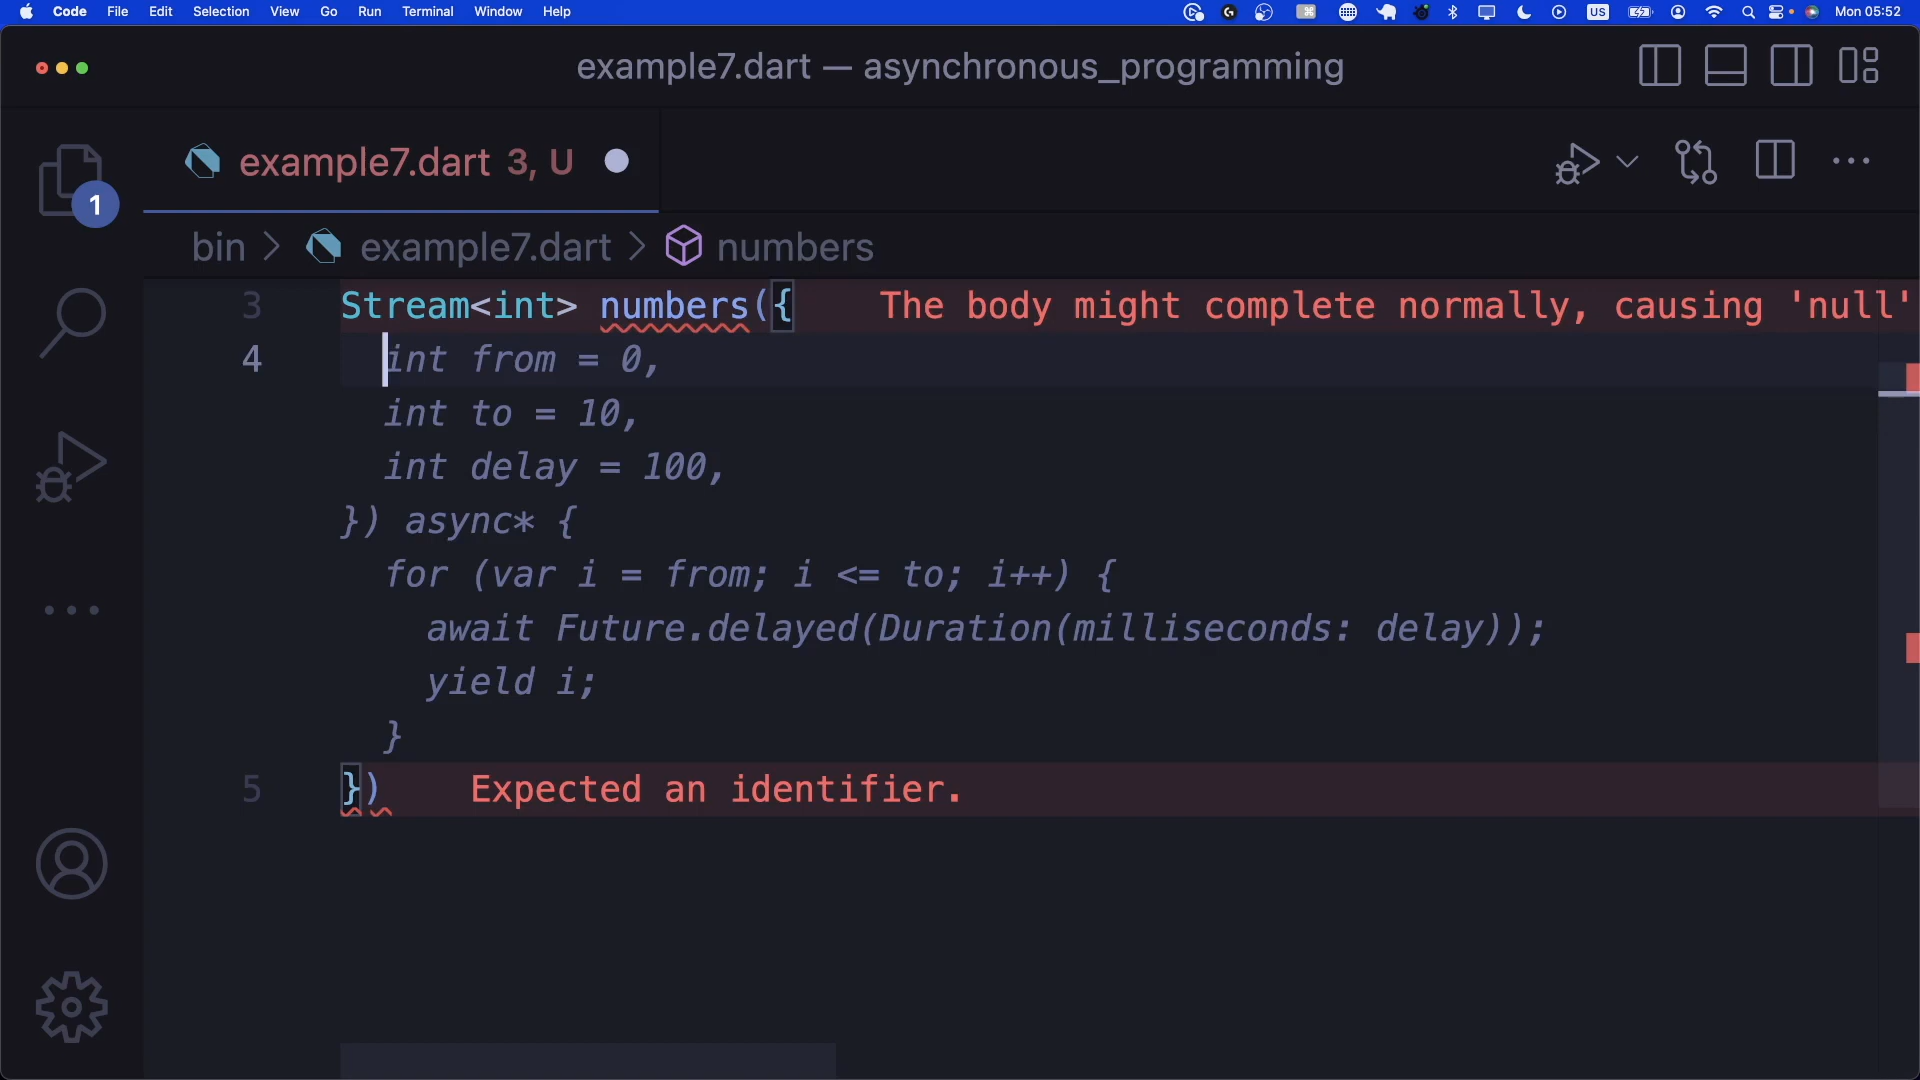 Code File Edit Selection View Go Run Terminal Window Help US Mon 05:52
example7.dart — asynchronous_programming
example7.dart 3, U
1
bin > example7.dart > numbers
3 Stream<int> numbers({ The body might complete normally, causing 'null'
4 int from = 0,
int to = 10,
int delay = 100,
}) async* {
for (var i = from; i <= to; i++) {
await Future.delayed(Duration(milliseconds: delay));
yield i;
}
5 }) Expected an identifier.